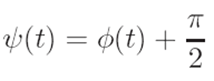 ψ(t) = ϕ(t) + π/2